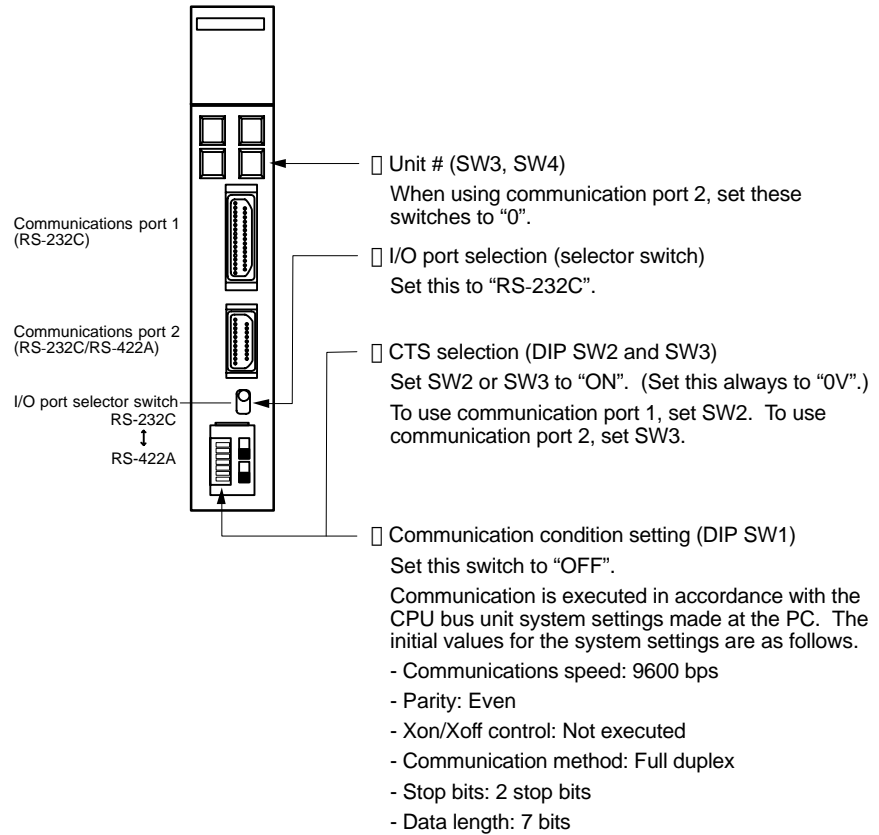 Communications port 1
(RS-232C)
Communications port 2
(RS-232C/RS-422A)
I/O port selector switch
RS-232C
RS-422A
Unit # (SW3, SW4)
When using communication port 2, set these
switches to “0”.
I/O port selection (selector switch)
Set this to “RS-232C”.
CTS selection (DIP SW2 and SW3)
Set SW2 or SW3 to “ON”. (Set this always to “0V”.)
To use communication port 1, set SW2. To use
communication port 2, set SW3.
Communication condition setting (DIP SW1)
Set this switch to “OFF”.
Communication is executed in accordance with the
CPU bus unit system settings made at the PC. The
initial values for the system settings are as follows.
- Communications speed: 9600 bps
- Parity: Even
- Xon/Xoff control: Not executed
- Communication method: Full duplex
- Stop bits: 2 stop bits
- Data length: 7 bits